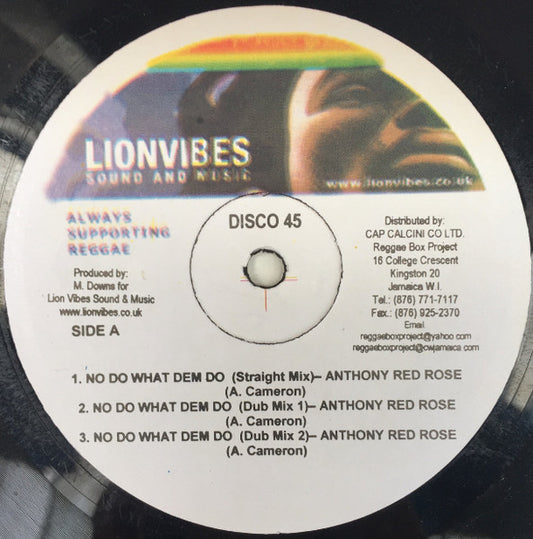 LIONVIBES
SOUND AND MUSIC
www.lionvibes.co.uk
ALWAYS
SUPPORTING
REGGAE
Produced by:
M. Downs for
Lion Vibes Sound & Music
www.lionvibes.co.uk
SIDE A
DISCO 45
Distributed by:
CAP CALCINI CO LTD.
Reggae Box Project
16 College Crescent
Kingston 20
Jamaica W.I.
Tel.: (876) 771-7117
Fax.: (876) 925-2370
Email
reggaeboxproject@yahoo com
reggaeboxproject@cwjamaica.com
1. NO DO WHAT DEM DO (Straight Mix)– ANTHONY RED ROSE
(A. Cameron)
2. NO DO WHAT DEM DO (Dub Mix 1)– ANTHONY RED ROSE
(A. Cameron)
3. NO DO WHAT DEM DO (Dub Mix 2)– ANTHONY RED ROSE
(A. Cameron)